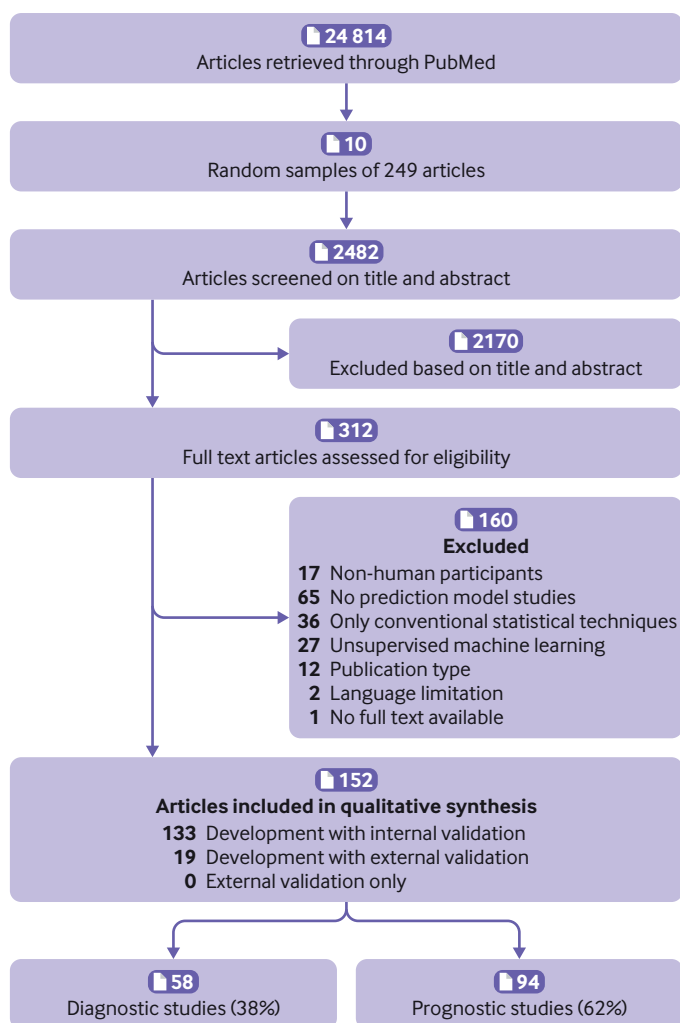 24 814
Articles retrieved through PubMed
10
Random samples of 249 articles
2482
Articles screened on title and abstract
2170
Excluded based on title and abstract
312
Full text articles assessed for eligibility
160
Excluded
17 Non-human participants
65 No prediction model studies
36 Only conventional statistical techniques
27 Unsupervised machine learning
12 Publication type
2 Language limitation
1 No full text available
152
Articles included in qualitative synthesis
133 Development with internal validation
19 Development with external validation
0 External validation only
58
Diagnostic studies (38%)
94
Prognostic studies (62%)